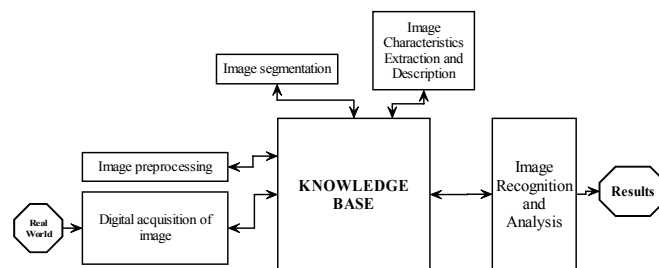 Image segmentation
Image
Characteristics
Extraction and
Description
Image preprocessing
Digital acquisition of
image
Real
World
KNOWLEDGE
BASE
Image
Recognition
and
Analysis
Results